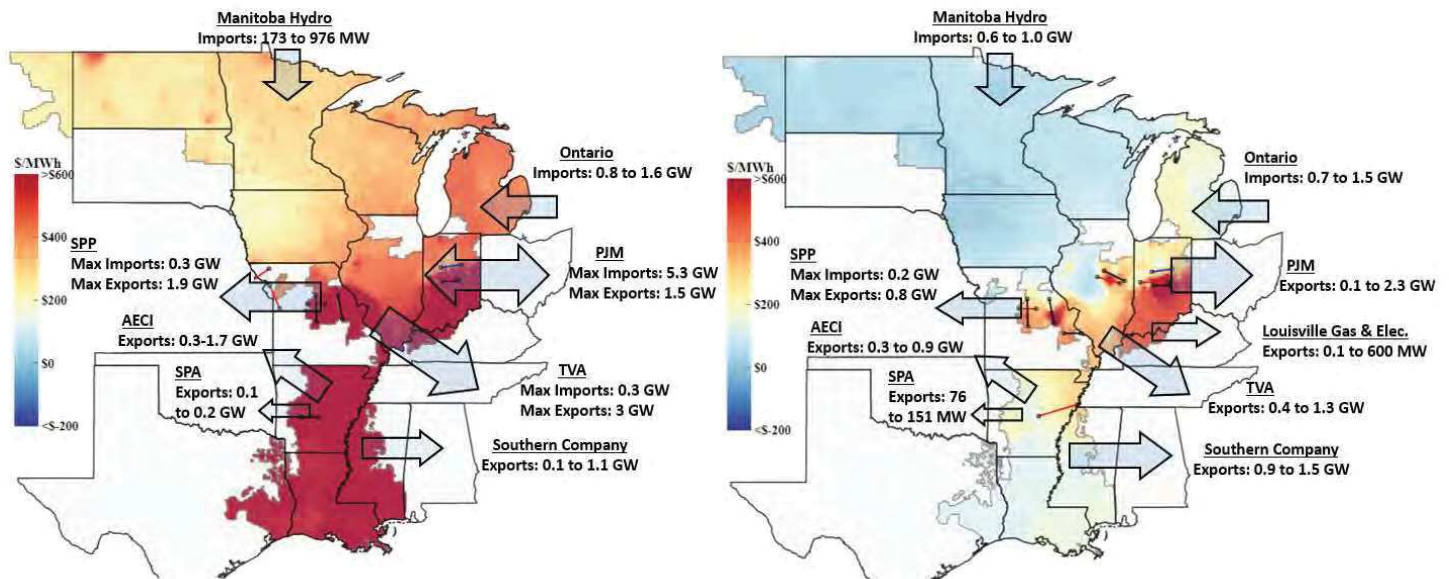 Manitoba Hydro
Imports: 173 to 976 MW
Ontario
Imports: 0.8 to 1.6 GW
$/MWh
>$600
$400
$200
$0
<$-200
SPP
Max Imports: 0.3 GW
Max Exports: 1.9 GW
PJM
Max Imports: 5.3 GW
Max Exports: 1.5 GW
AECI
Exports: 0.3-1.7 GW
SPA
Exports: 0.1
to 0.2 GW
TVA
Max Imports: 0.3 GW
Max Exports: 3 GW
Southern Company
Exports: 0.1 to 1.1 GW
Manitoba Hydro
Imports: 0.6 to 1.0 GW
Ontario
Imports: 0.7 to 1.5 GW
$/MWh
>$600
$400
$200
$0
<$-200
SPP
Max Imports: 0.2 GW
Max Exports: 0.8 GW
PJM
Exports: 0.1 to 2.3 GW
AECI
Exports: 0.3 to 0.9 GW
Louisville Gas & Elec.
Exports: 0.1 to 600 MW
SPA
Exports: 76
to 151 MW
TVA
Exports: 0.4 to 1.3 GW
Southern Company
Exports: 0.9 to 1.5 GW